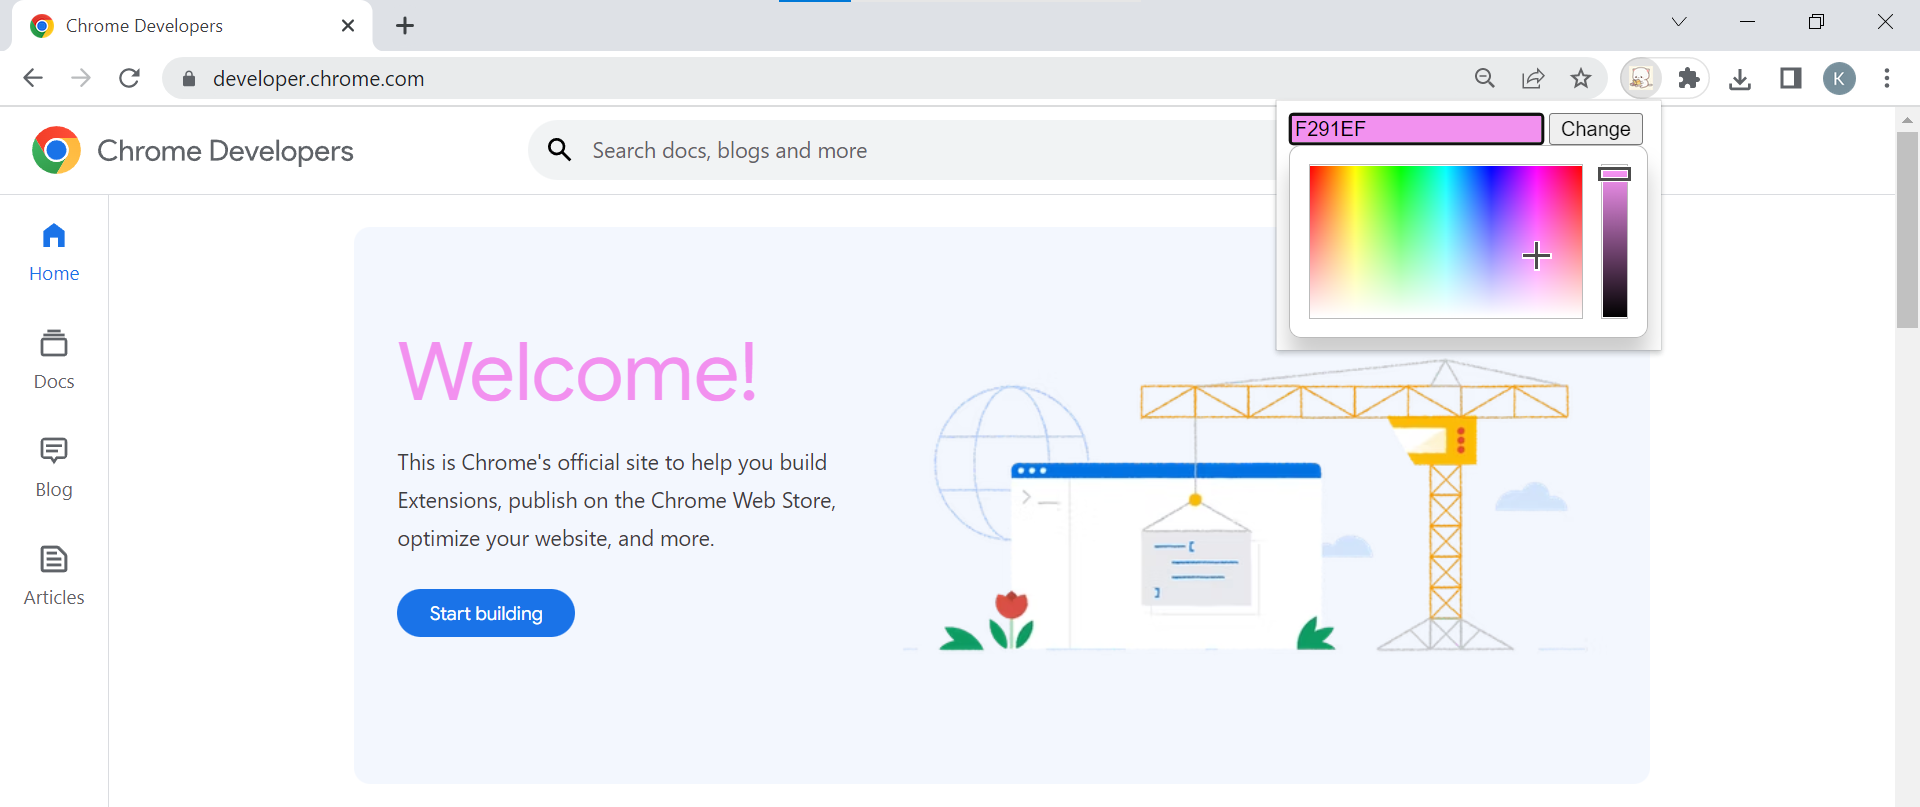 Chrome Developers
developer.chrome.com
K
F291EF
Change
Chrome Developers
Search docs, blogs and more
Home
Docs
Blog
Articles
Welcome!
This is Chrome's official site to help you build
Extensions, publish on the Chrome Web Store,
optimize your website, and more.
Start building